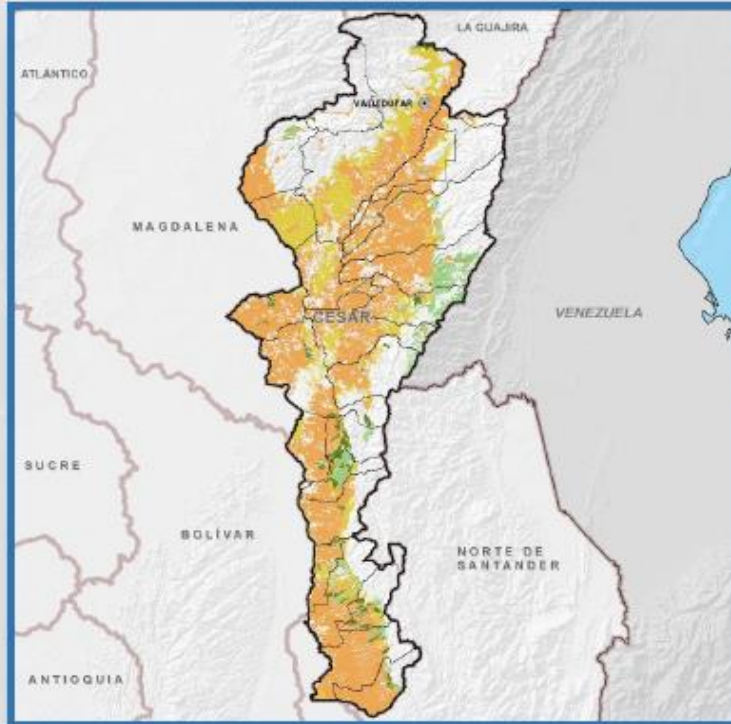 LA GUAJIRA
ATLÁNTICO
VALLEDUPAR
MAGDALENA
CESAR
VENEZUELA
SUCRE
BOLÍVAR
NORTE DE
SANTANDER
ANTIOQUIA